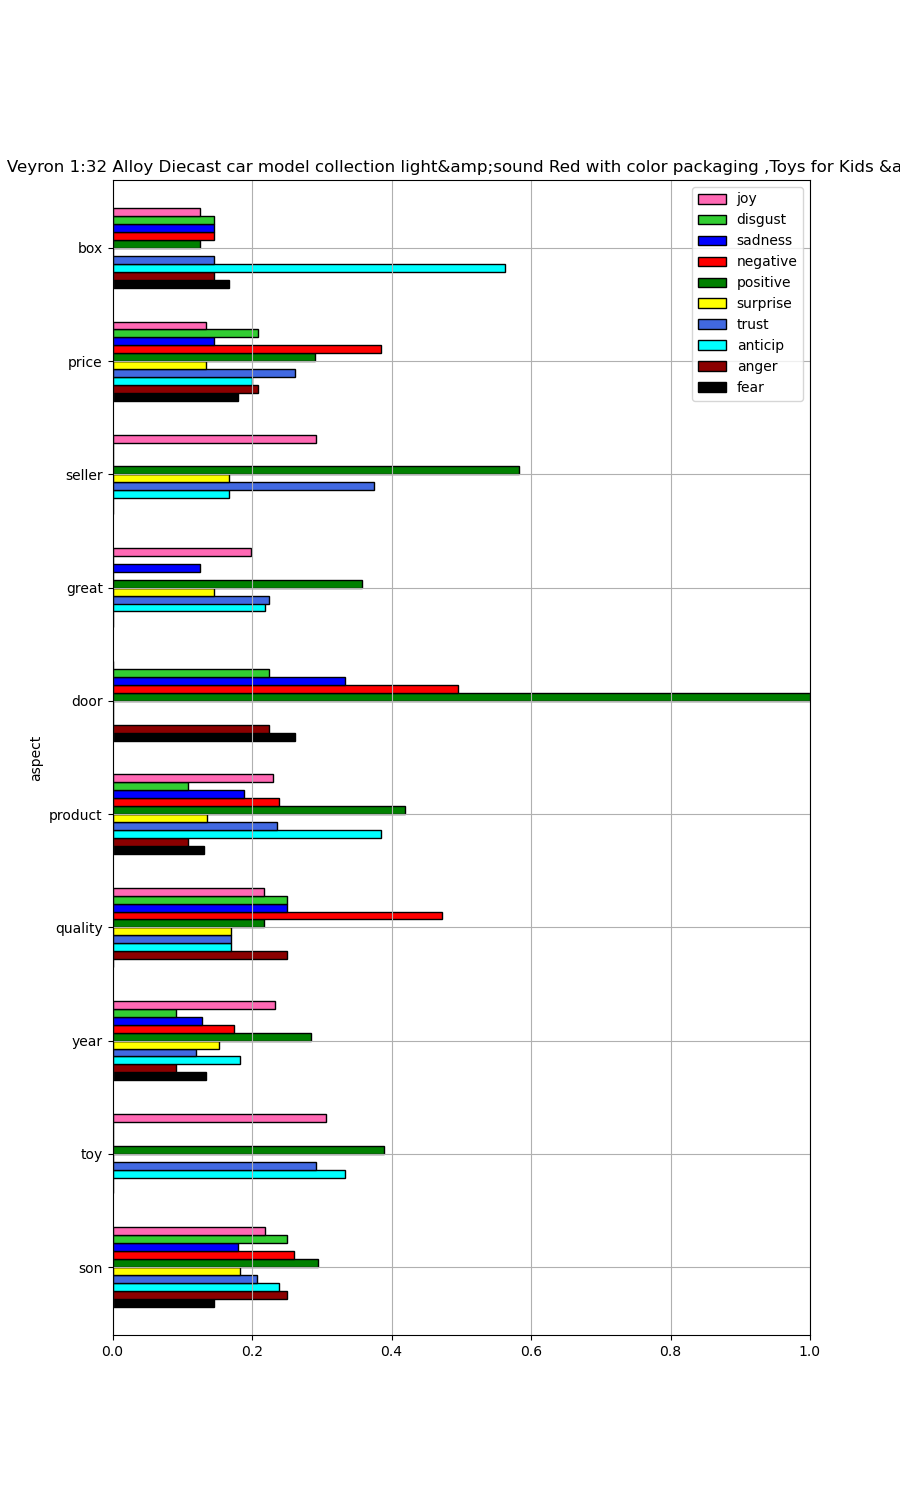 Veyron 1:32 Alloy Diecast car model collection light&amp;sound Red with color packaging ,Toys for Kids &a
joy
disgust
sadness
negative
positive
surprise
trust
anticip
anger
fear
box
price
seller
great
door
product
quality
year
toy
son
aspect
0.0 0.2 0.4 0.6 0.8 1.0